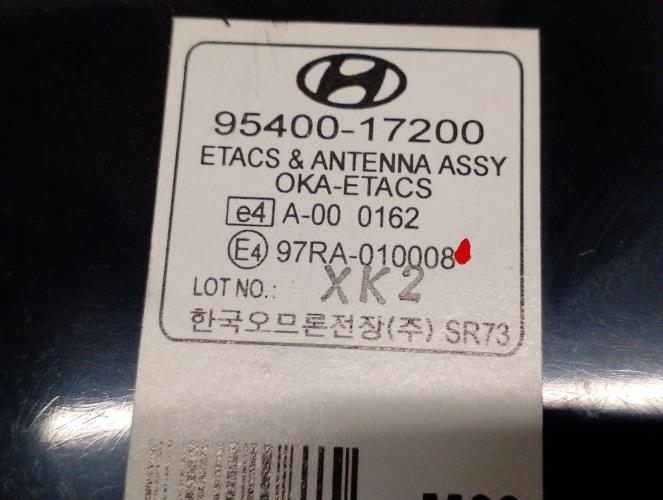 95400-17200
ETACS & ANTENNA ASSY
OKA-ETACS
e4 A-00 0162
E4 97RA-010008
LOT NO.: XK2
한국오므론전장(주) SR73